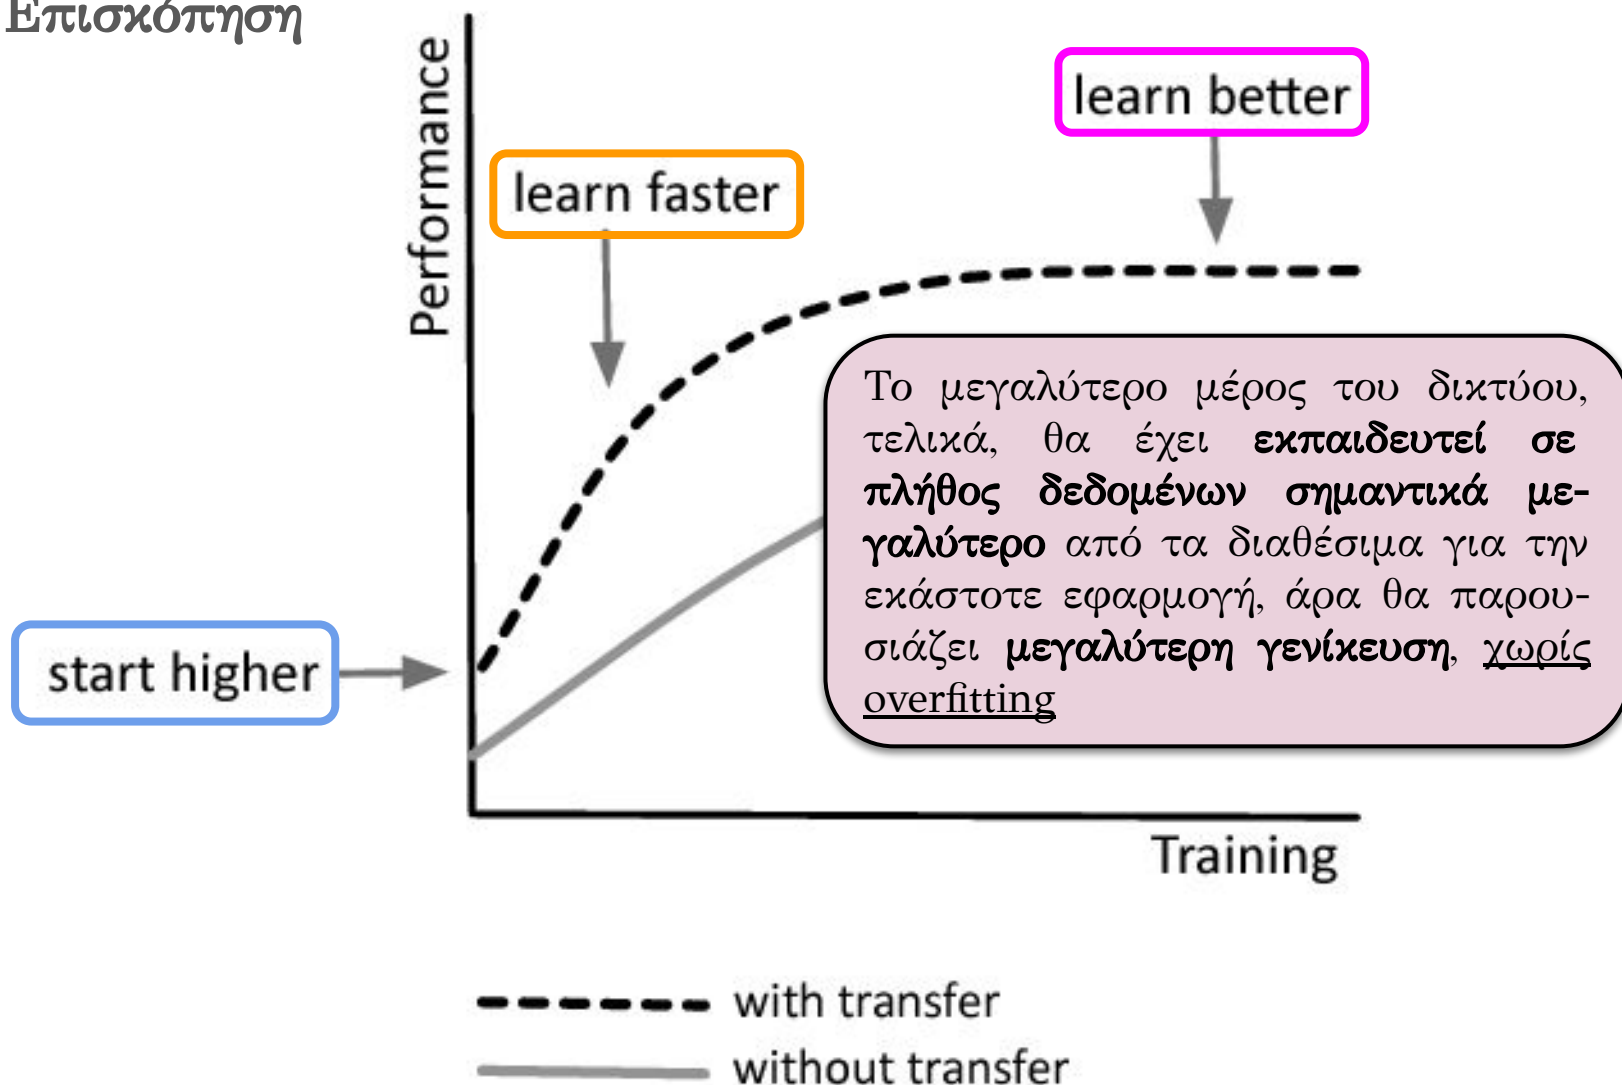 Επισκόπηση
Performance
learn better
learn faster
Το μεγαλύτερο μέρος του δικτύου,
τελικά, θα έχει εκπαιδευτεί σε
πλήθος δεδομένων σημαντικά με-
γαλύτερο από τα διαθέσιμα για την
εκάστοτε εφαρμογή, άρα θα παρου-
σιάζει μεγαλύτερη γενίκευση, χωρίς
overfitting
start higher
Training
with transfer
without transfer